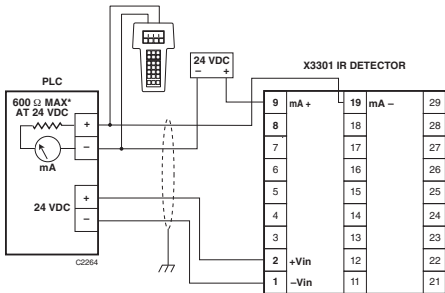 24 VDC
− +
X3301 IR DETECTOR
PLC
600 Ω MAX*
AT 24 VDC
+
−
mA
24 VDC
+
−
C2264
9 mA + 19 mA − 29
8 18 28
7 17 27
6 16 26
5 15 25
4 14 24
3 13 23
2 +Vin 12 22
1 −Vin 11 21